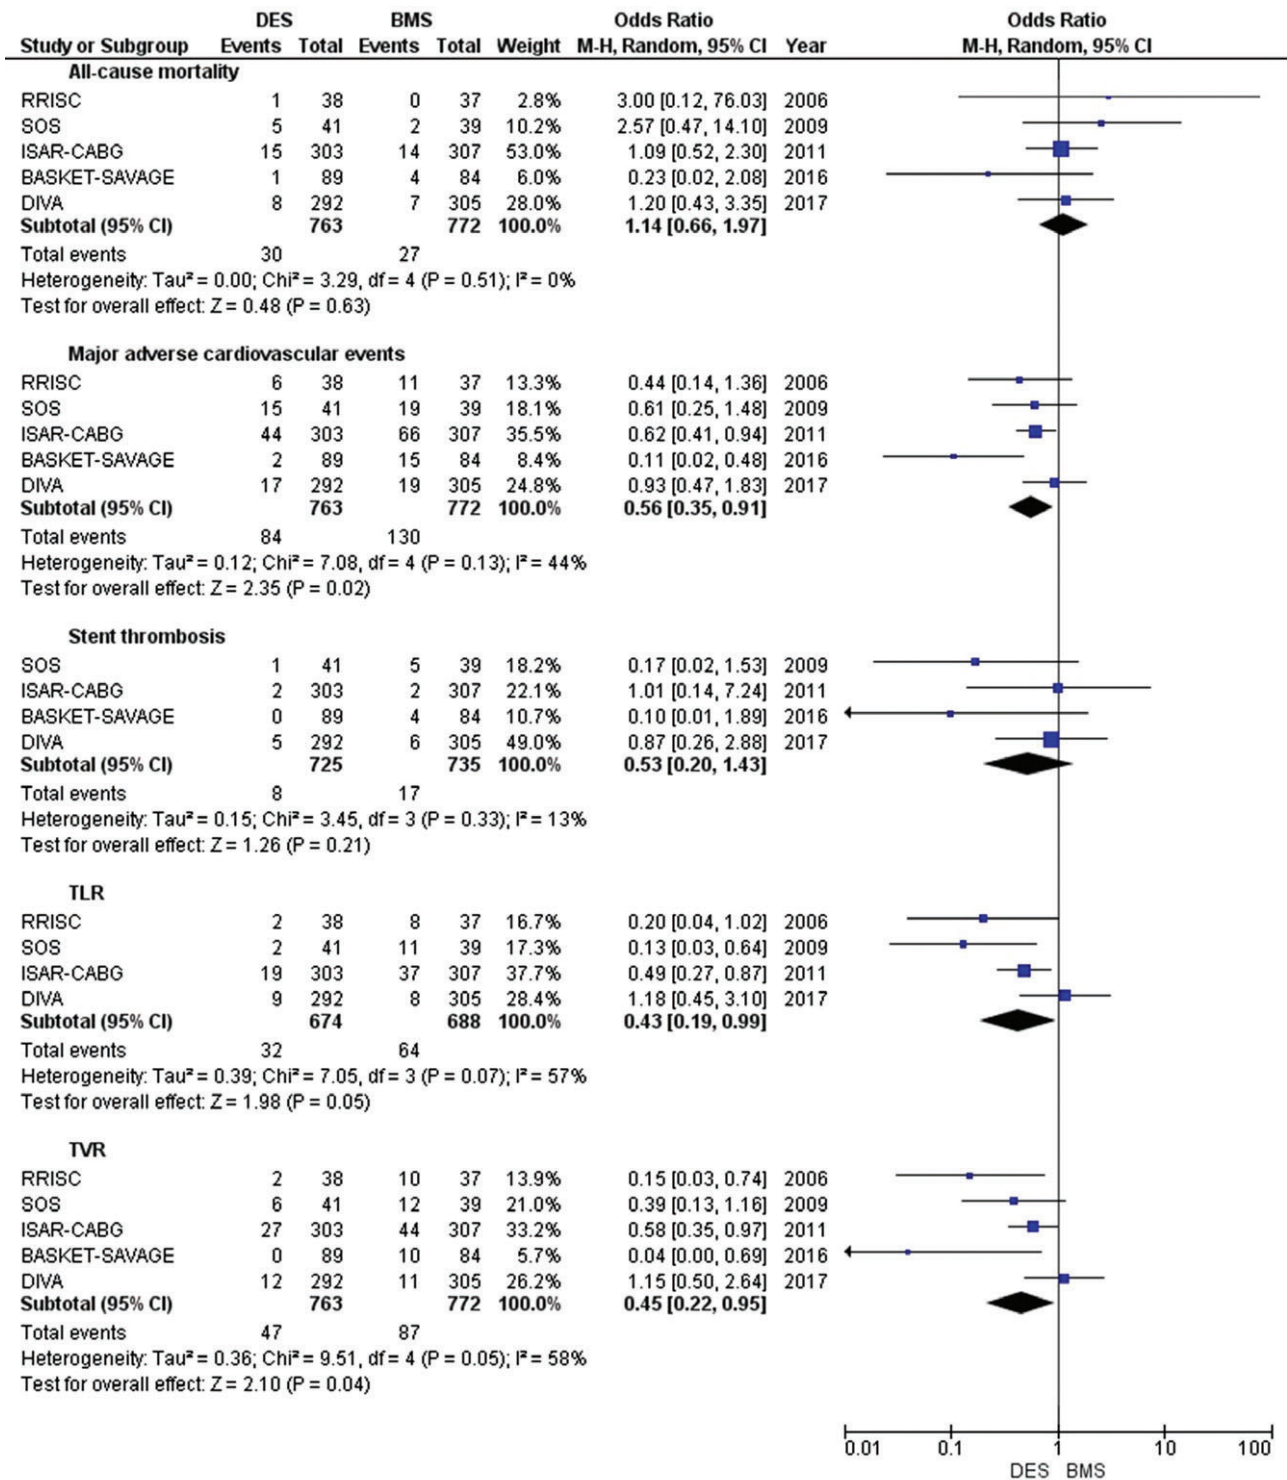 DES BMS Odds Ratio Odds Ratio
Study or Subgroup Events Total Events Total Weight M-H, Random, 95% CI Year M-H, Random, 95% CI
All-cause mortality
RRISC 1 38 0 37 2.8% 3.00 [0.12, 76.03] 2006
SOS 5 41 2 39 10.2% 2.57 [0.47, 14.10] 2009
ISAR-CABG 15 303 14 307 53.0% 1.09 [0.52, 2.30] 2011
BASKET-SAVAGE 1 89 4 84 6.0% 0.23 [0.02, 2.08] 2016
DIVA 8 292 7 305 28.0% 1.20 [0.43, 3.35] 2017
Subtotal (95% CI) 763 772 100.0% 1.14 [0.66, 1.97]
Total events 30 27
Heterogeneity: Tau² = 0.00; Chi² = 3.29, df = 4 (P = 0.51); I² = 0%
Test for overall effect: Z = 0.48 (P = 0.63)
Major adverse cardiovascular events
RRISC 6 38 11 37 13.3% 0.44 [0.14, 1.36] 2006
SOS 15 41 19 39 18.1% 0.61 [0.25, 1.48] 2009
ISAR-CABG 44 303 66 307 35.5% 0.62 [0.41, 0.94] 2011
BASKET-SAVAGE 2 89 15 84 8.4% 0.11 [0.02, 0.48] 2016
DIVA 17 292 19 305 24.8% 0.93 [0.47, 1.83] 2017
Subtotal (95% CI) 763 772 100.0% 0.56 [0.35, 0.91]
Total events 84 130
Heterogeneity: Tau² = 0.12; Chi² = 7.08, df = 4 (P = 0.13); I² = 44%
Test for overall effect: Z = 2.35 (P = 0.02)
Stent thrombosis
SOS 1 41 5 39 18.2% 0.17 [0.02, 1.53] 2009
ISAR-CABG 2 303 2 307 22.1% 1.01 [0.14, 7.24] 2011
BASKET-SAVAGE 0 89 4 84 10.7% 0.10 [0.01, 1.89] 2016
DIVA 5 292 6 305 49.0% 0.87 [0.26, 2.88] 2017
Subtotal (95% CI) 725 735 100.0% 0.53 [0.20, 1.43]
Total events 8 17
Heterogeneity: Tau² = 0.15; Chi² = 3.45, df = 3 (P = 0.33); I² = 13%
Test for overall effect: Z = 1.26 (P = 0.21)
TLR
RRISC 2 38 8 37 16.7% 0.20 [0.04, 1.02] 2006
SOS 2 41 11 39 17.3% 0.13 [0.03, 0.64] 2009
ISAR-CABG 19 303 37 307 37.7% 0.49 [0.27, 0.87] 2011
DIVA 9 292 8 305 28.4% 1.18 [0.45, 3.10] 2017
Subtotal (95% CI) 674 688 100.0% 0.43 [0.19, 0.99]
Total events 32 64
Heterogeneity: Tau² = 0.39; Chi² = 7.05, df = 3 (P = 0.07); I² = 57%
Test for overall effect: Z = 1.98 (P = 0.05)
TVR
RRISC 2 38 10 37 13.9% 0.15 [0.03, 0.74] 2006
SOS 6 41 12 39 21.0% 0.39 [0.13, 1.16] 2009
ISAR-CABG 27 303 44 307 33.2% 0.58 [0.35, 0.97] 2011
BASKET-SAVAGE 0 89 10 84 5.7% 0.04 [0.00, 0.69] 2016
DIVA 12 292 11 305 26.2% 1.15 [0.50, 2.64] 2017
Subtotal (95% CI) 763 772 100.0% 0.45 [0.22, 0.95]
Total events 47 87
Heterogeneity: Tau² = 0.36; Chi² = 9.51, df = 4 (P = 0.05); I² = 58%
Test for overall effect: Z = 2.10 (P = 0.04)
0.01 0.1 1 10 100
DES BMS